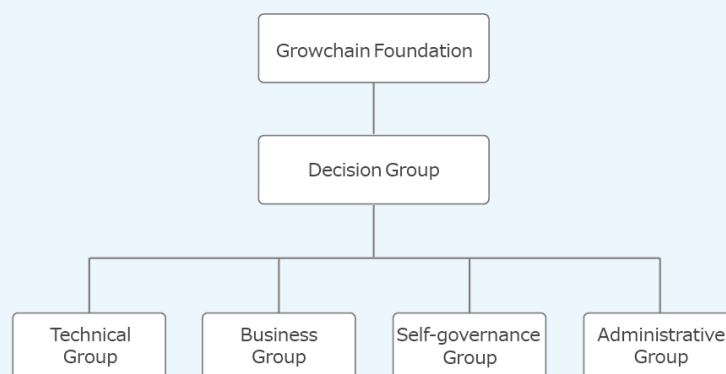 Growchain Foundation
Decision Group
Technical
Group
Business
Group
Self-governance
Group
Administrative
Group